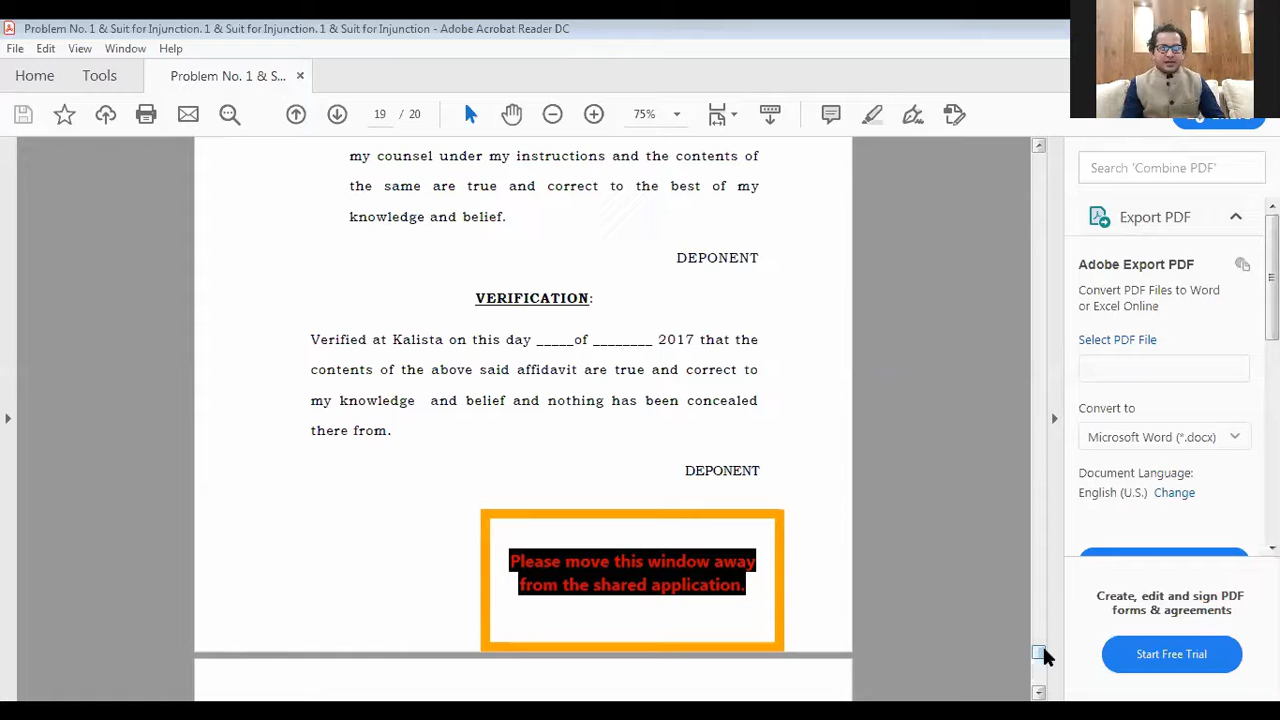 Problem No. 1 & Suit for Injunction. 1 & Suit for Injunction. 1 & Suit for Injunction - Adobe Acrobat Reader DC
File Edit View Window Help
Home Tools Problem No. 1 & S... ×
19 / 20 75%
my counsel under my instructions and the contents of
the same are true and correct to the best of my
knowledge and belief.
DEPONENT
VERIFICATION:
Verified at Kalista on this day _____of ________ 2017 that the
contents of the above said affidavit are true and correct to
my knowledge and belief and nothing has been concealed
there from.
DEPONENT
Please move this window away
from the shared application.
Search 'Combine PDF'
Export PDF
Adobe Export PDF
Convert PDF Files to Word
or Excel Online
Select PDF File
Convert to
Microsoft Word (*.docx)
Document Language:
English (U.S.) Change
Create, edit and sign PDF
forms & agreements
Start Free Trial